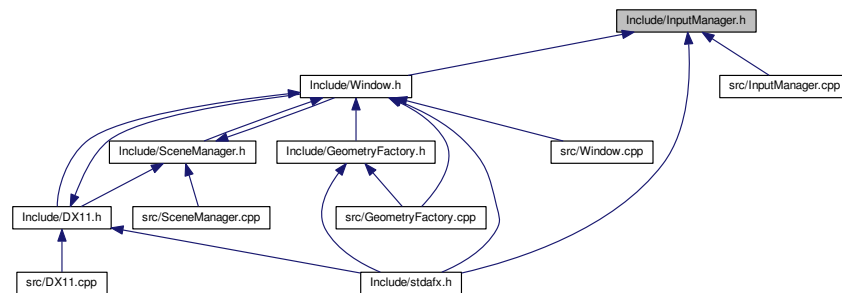 Include/InputManager.h
Include/Window.h
src/InputManager.cpp
Include/SceneManager.h
Include/GeometryFactory.h
src/Window.cpp
Include/DX11.h
src/SceneManager.cpp
src/GeometryFactory.cpp
src/DX11.cpp
Include/stdafx.h